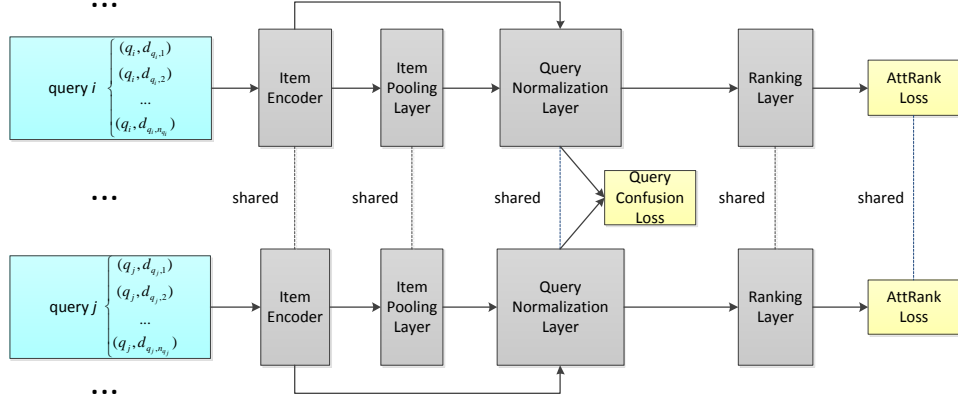 ...
query i
(q_i, d_{q_i,1})
(q_i, d_{q_i,2})
...
(q_i, d_{q_i,n_{q_i}})
Item
Encoder
Item
Pooling
Layer
Query
Normalization
Layer
Ranking
Layer
AttRank
Loss
...
shared
shared
shared
Query
Confusion
Loss
shared
shared
query j
(q_j, d_{q_j,1})
(q_j, d_{q_j,2})
...
(q_j, d_{q_j,n_{q_j}})
Item
Encoder
Item
Pooling
Layer
Query
Normalization
Layer
Ranking
Layer
AttRank
Loss
...